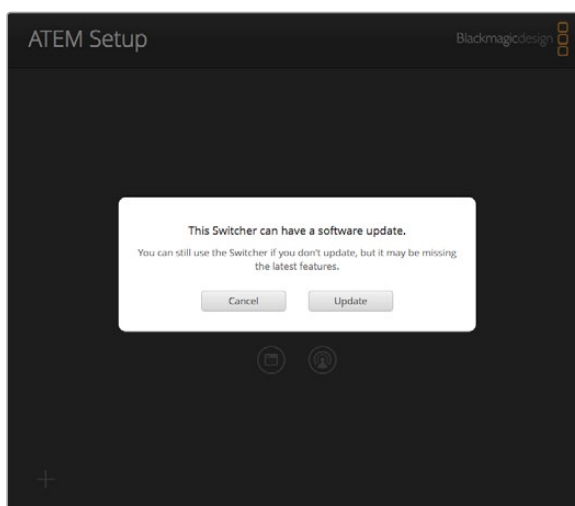 ATEM Setup
Blackmagicdesign
This Switcher can have a software update.
You can still use the Switcher if you don't update, but it may be missing
the latest features.
Cancel
Update